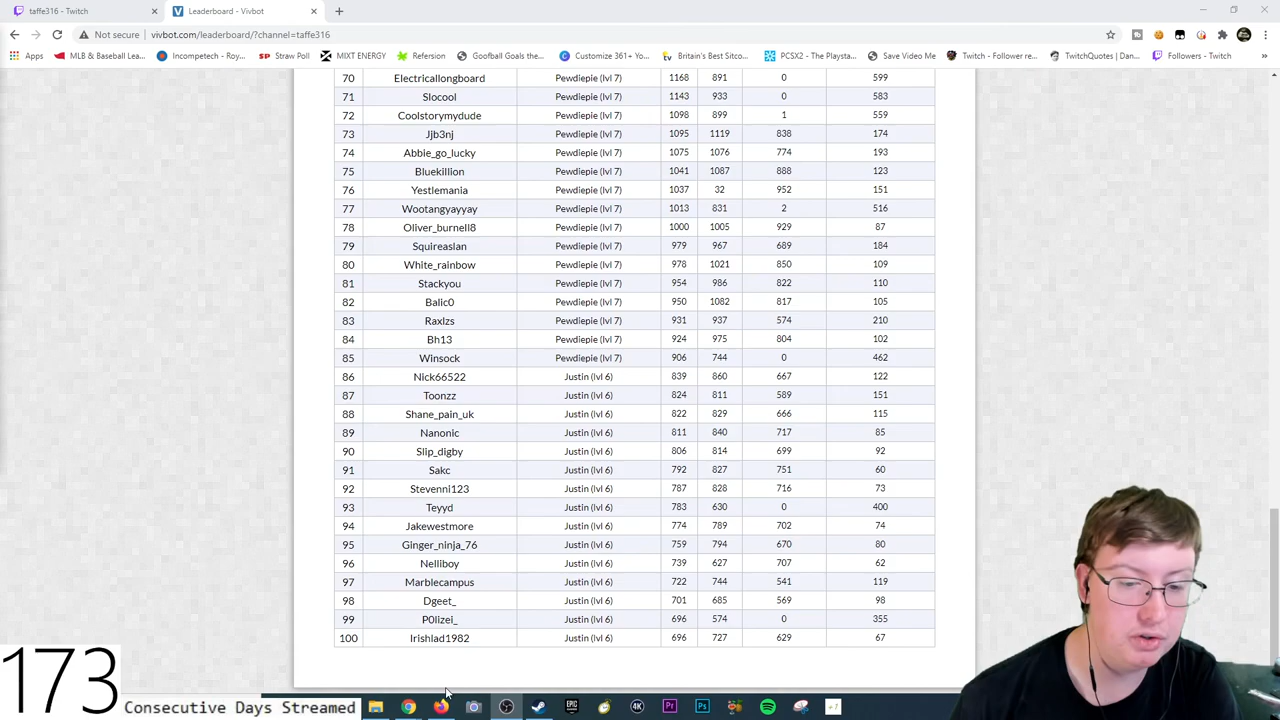 taffe316 - Twitch
Leaderboard - Vivbot
Not secure vivbot.com/leaderboard/?channel=taffe316
Apps MLB & Baseball Lea... Incompetech - Roy... Straw Poll MIXT ENERGY Refersion Goofball Goals the... Customize 361+ Yo... Britain's Best Sitco... PCSX2 - The Playsta... Save Video Me Twitch - Follower re... TwitchQuotes | Dan... Followers - Twitch »
70 Electricallongboard Pewdiepie (lvl 7) 1168 891 0 599
71 Slocool Pewdiepie (lvl 7) 1143 933 0 583
72 Coolstorymydude Pewdiepie (lvl 7) 1098 899 1 559
73 Jjb3nj Pewdiepie (lvl 7) 1095 1119 838 174
74 Abbie_go_lucky Pewdiepie (lvl 7) 1075 1076 774 193
75 Bluekillion Pewdiepie (lvl 7) 1041 1087 888 123
76 Yestlemania Pewdiepie (lvl 7) 1037 32 952 151
77 Wootangyayyay Pewdiepie (lvl 7) 1013 831 2 516
78 Oliver_burnell8 Pewdiepie (lvl 7) 1000 1005 929 87
79 Squireaslan Pewdiepie (lvl 7) 979 967 689 184
80 White_rainbow Pewdiepie (lvl 7) 978 1021 850 109
81 Stackyou Pewdiepie (lvl 7) 954 986 822 110
82 Balic0 Pewdiepie (lvl 7) 950 1082 817 105
83 Raxlzs Pewdiepie (lvl 7) 931 937 574 210
84 Bh13 Pewdiepie (lvl 7) 924 975 804 102
85 Winsock Pewdiepie (lvl 7) 906 744 0 462
86 Nick66522 Justin (lvl 6) 839 860 667 122
87 Toonzz Justin (lvl 6) 824 811 589 151
88 Shane_pain_uk Justin (lvl 6) 822 829 666 115
89 Nanonic Justin (lvl 6) 811 840 717 85
90 Slip_digby Justin (lvl 6) 806 814 699 92
91 Sakc Justin (lvl 6) 792 827 751 60
92 Stevenni123 Justin (lvl 6) 787 828 716 73
93 Teyyd Justin (lvl 6) 783 630 0 400
94 Jakewestmore Justin (lvl 6) 774 789 702 74
95 Ginger_ninja_76 Justin (lvl 6) 759 794 670 80
96 Nelliboy Justin (lvl 6) 739 627 707 62
97 Marblecampus Justin (lvl 6) 722 744 541 119
98 Dgeet_ Justin (lvl 6) 701 685 569 98
99 P0lizei_ Justin (lvl 6) 696 574 0 355
100 Irishlad1982 Justin (lvl 6) 696 727 629 67
173 Consecutive Days Streamed